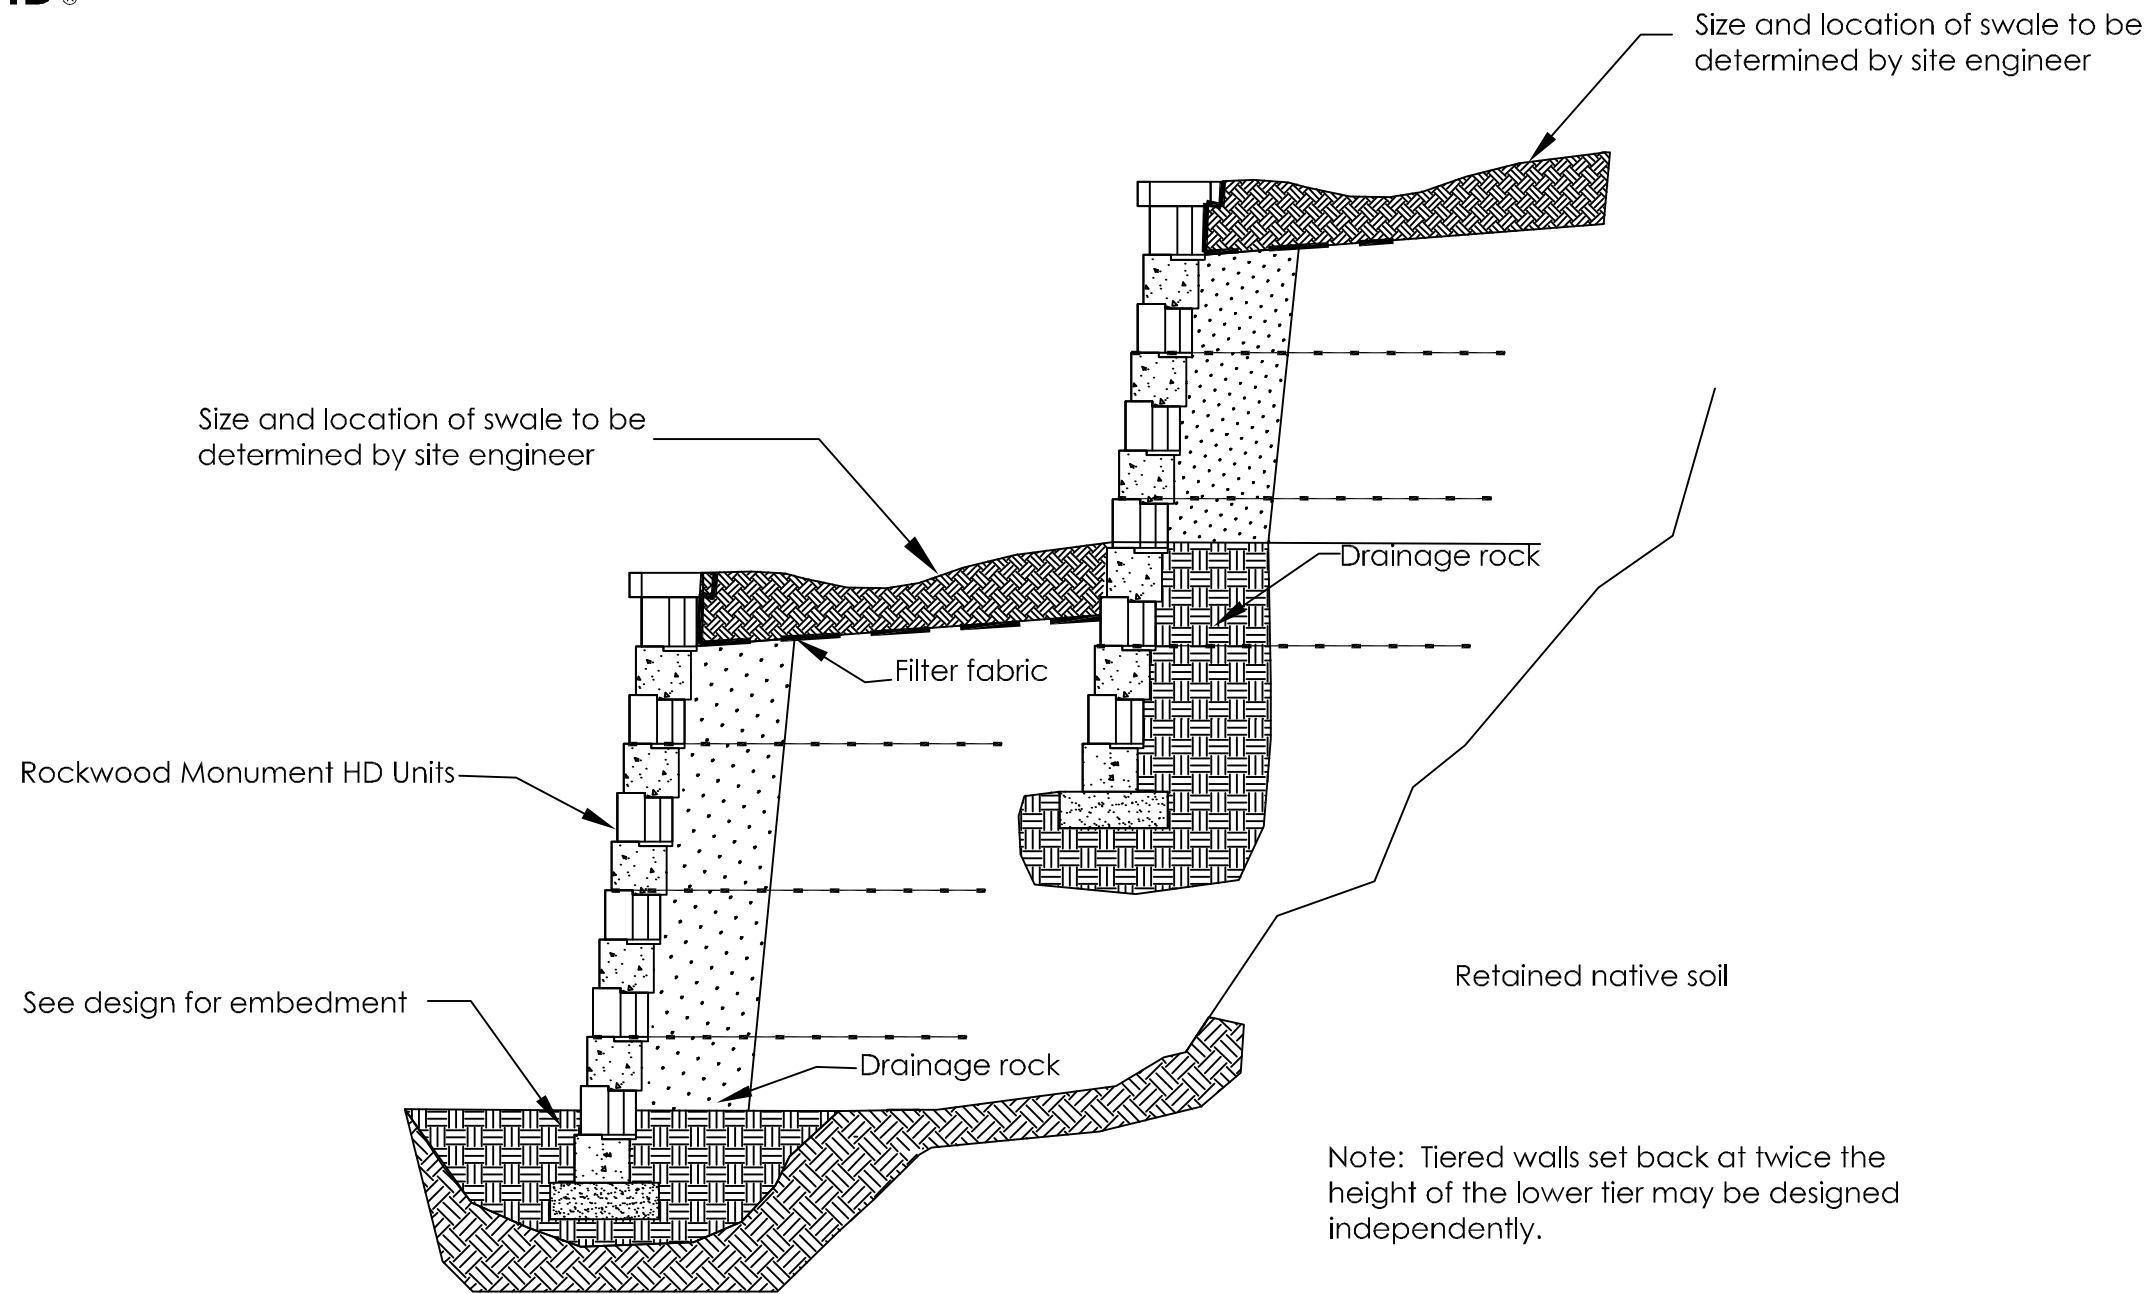 Size and location of swale to be
determined by site engineer
Size and location of swale to be
determined by site engineer
Drainage rock
Filter fabric
Rockwood Monument HD Units
Retained native soil
See design for embedment
Drainage rock
Note: Tiered walls set back at twice the
height of the lower tier may be designed
independently.